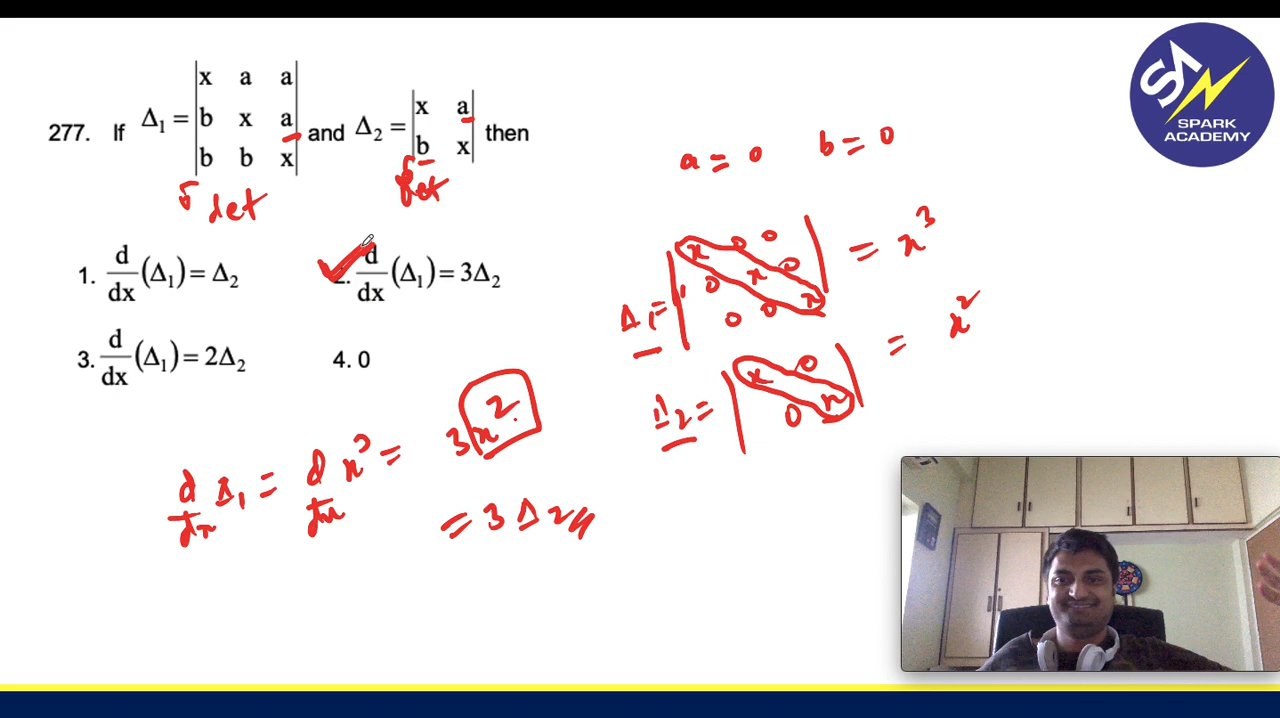 SPARK
ACADEMY
277. If Δ₁ = |x a a; b x a; b b x| and Δ₂ = |x a; b x| then
det det
a = 0 b = 0
1. d/dx (Δ₁) = Δ₂ 2. d/dx (Δ₁) = 3Δ₂
3. d/dx (Δ₁) = 2Δ₂ 4. 0
Δ₁ = |x 0 0; 0 x 0; 0 0 x| = x³
Δ₂ = |x 0; 0 x| = x²
d/dx Δ₁ = d/dx x³ = 3x²
= 3Δ₂